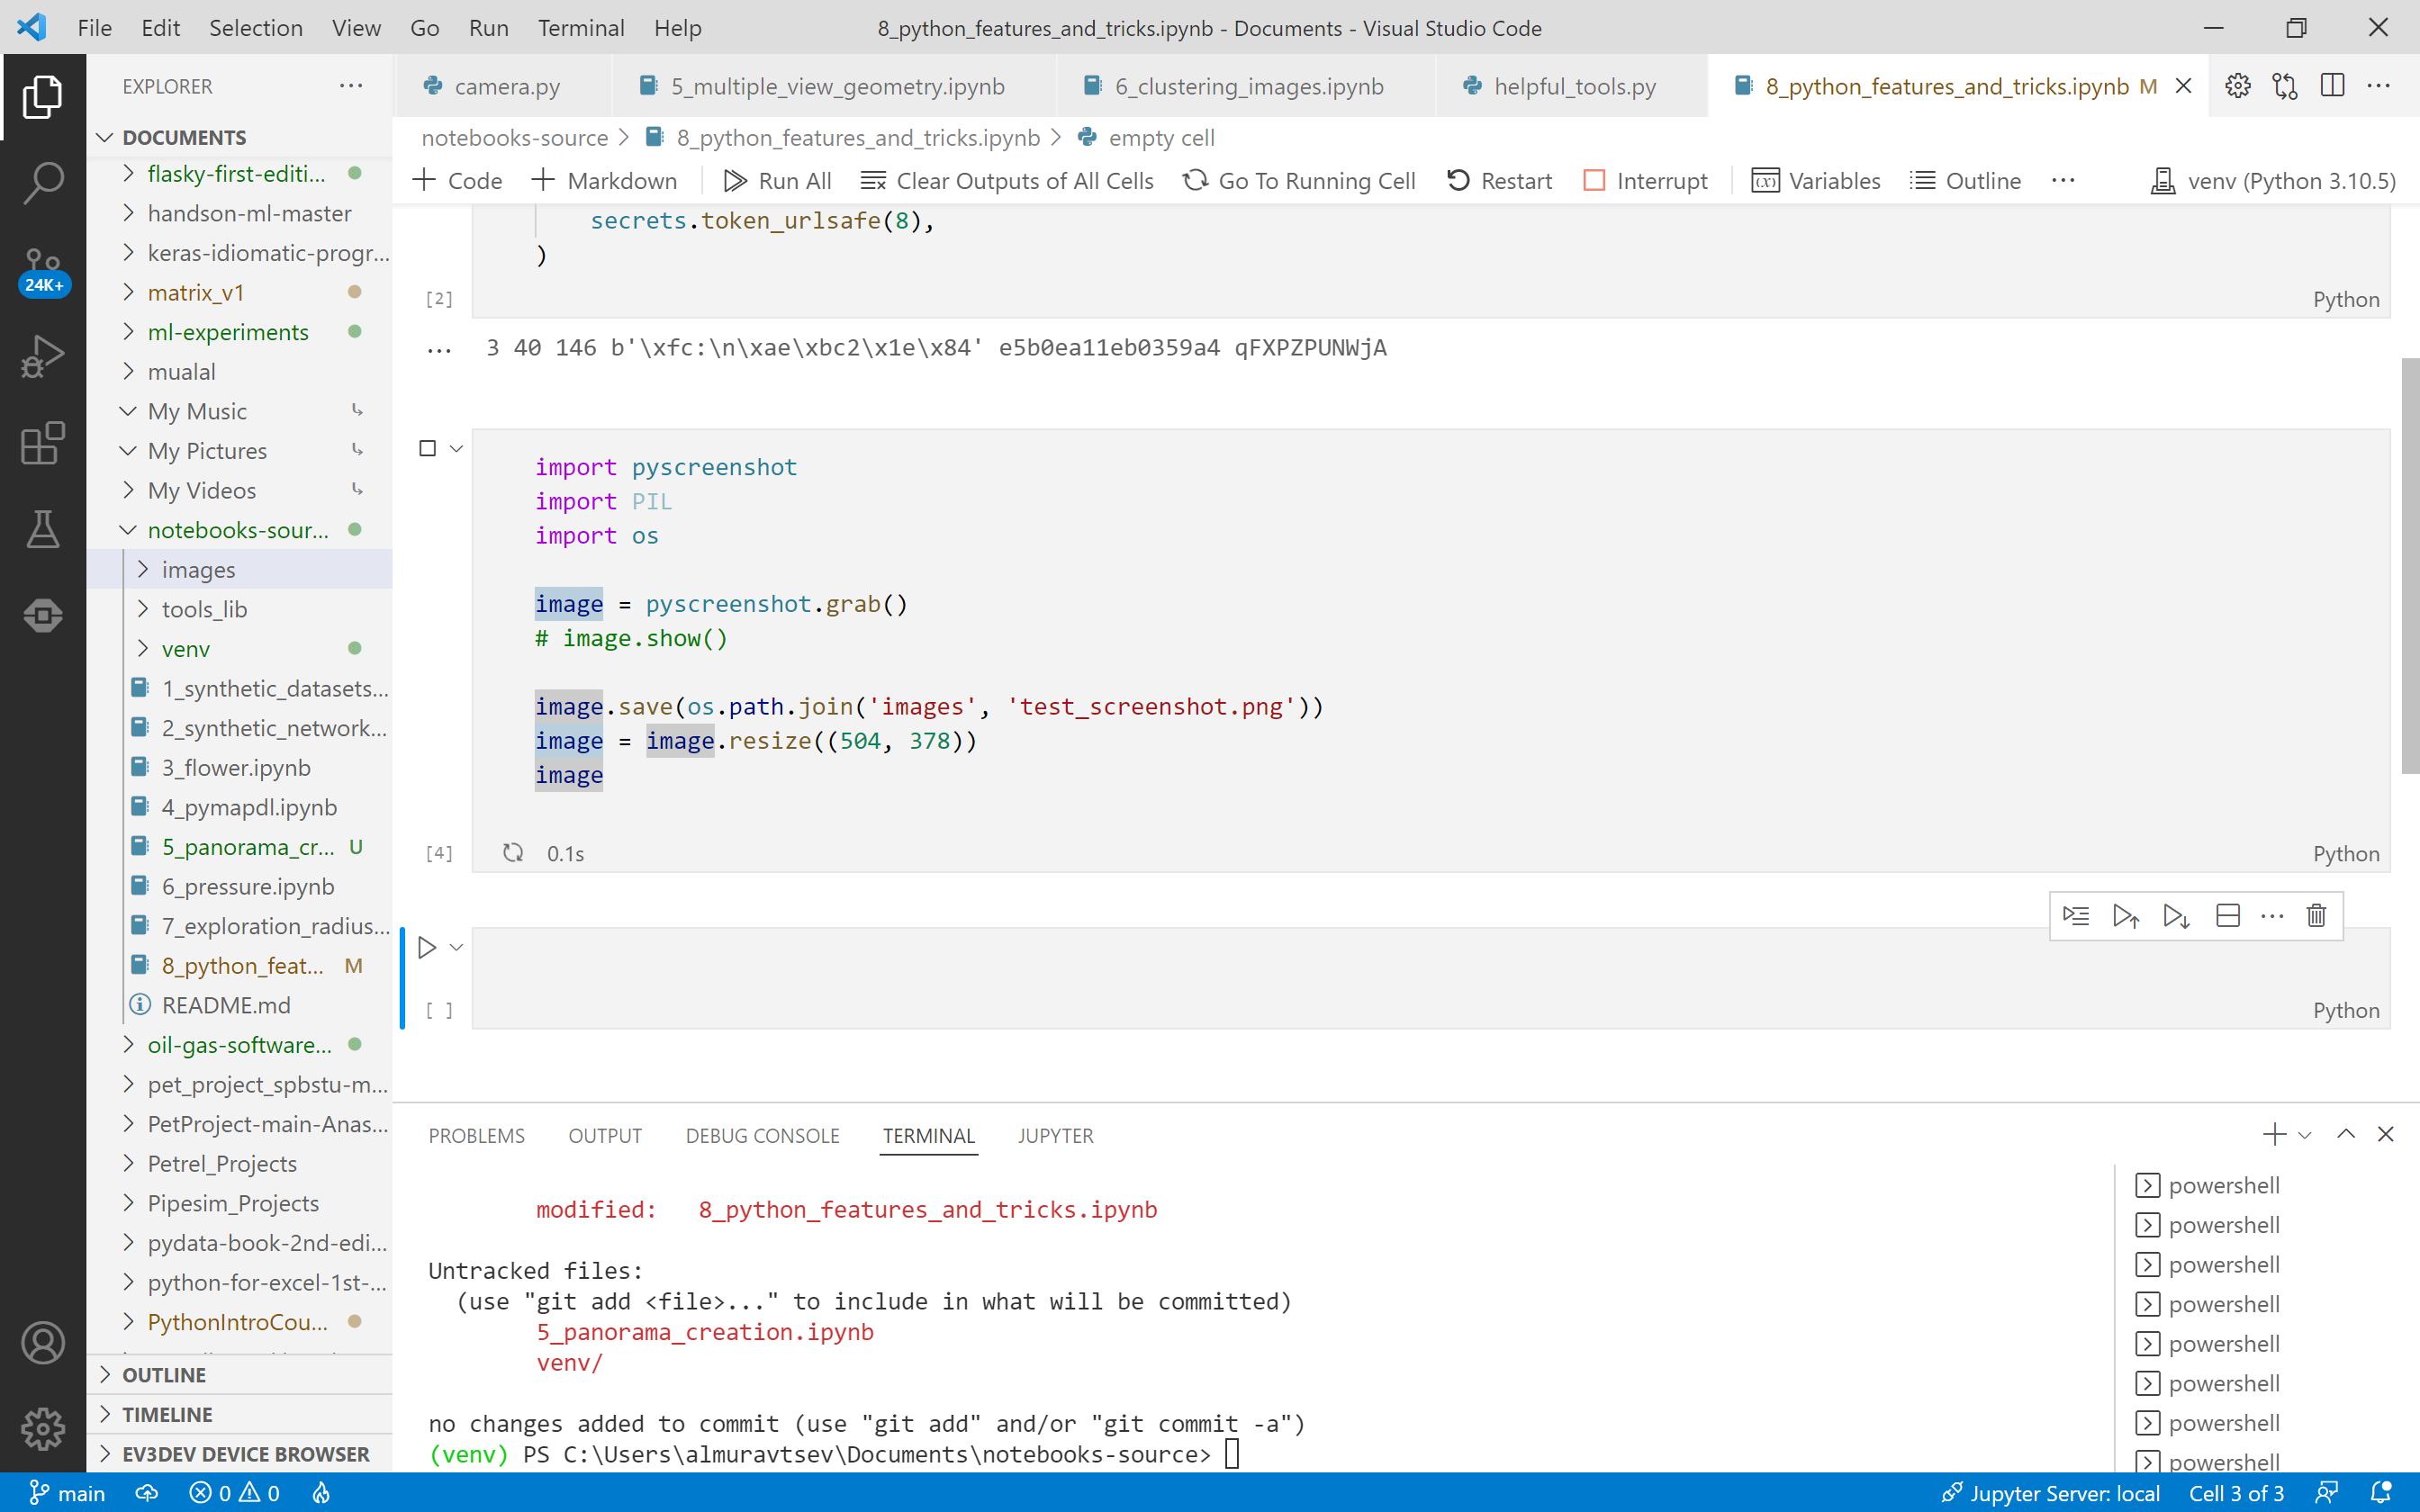 File Edit Selection View Go Run Terminal Help
8_python_features_and_tricks.ipynb - Documents - Visual Studio Code
EXPLORER
DOCUMENTS
flasky-first-editi...
handson-ml-master
keras-idiomatic-progr...
matrix_v1
ml-experiments
mualal
My Music
My Pictures
My Videos
notebooks-sour...
images
tools_lib
venv
1_synthetic_datasets...
2_synthetic_network...
3_flower.ipynb
4_pymapdl.ipynb
5_panorama_cr... U
6_pressure.ipynb
7_exploration_radius...
8_python_feat... M
README.md
oil-gas-software...
pet_project_spbstu-m...
PetProject-main-Anas...
Petrel_Projects
Pipesim_Projects
pydata-book-2nd-edi...
python-for-excel-1st-...
PythonIntroCou...
OUTLINE
TIMELINE
EV3DEV DEVICE BROWSER
24K+
camera.py 5_multiple_view_geometry.ipynb 6_clustering_images.ipynb helpful_tools.py 8_python_features_and_tricks.ipynb M
notebooks-source > 8_python_features_and_tricks.ipynb > empty cell
+ Code + Markdown Run All Clear Outputs of All Cells Go To Running Cell Restart Interrupt Variables Outline ... venv (Python 3.10.5)
secrets.token_urlsafe(8),
)
[2] Python
... 3 40 146 b'\xfc:\n\xae\xbc2\x1e\x84' e5b0ea11eb0359a4 qFXPZPUNWjA
import pyscreenshot
import PIL
import os
image = pyscreenshot.grab()
# image.show()
image.save(os.path.join('images', 'test_screenshot.png'))
image = image.resize((504, 378))
image
[4] 0.1s Python
[ ] Python
PROBLEMS OUTPUT DEBUG CONSOLE TERMINAL JUPYTER
modified: 8_python_features_and_tricks.ipynb
Untracked files:
(use "git add <file>..." to include in what will be committed)
5_panorama_creation.ipynb
venv/
no changes added to commit (use "git add" and/or "git commit -a")
(venv) PS C:\Users\almuravtsev\Documents\notebooks-source>
powershell
powershell
powershell
powershell
powershell
powershell
powershell
powershell
main 0 0 Jupyter Server: local Cell 3 of 3